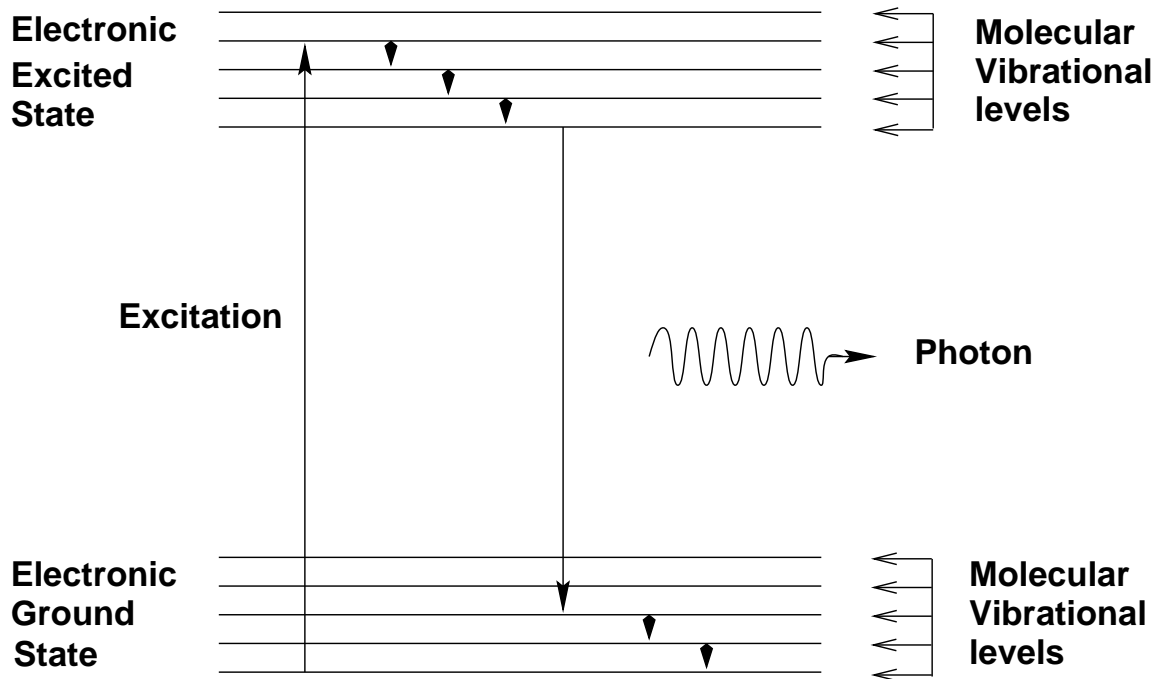 Electronic
Excited
State
Molecular
Vibrational
levels
Excitation
Photon
Electronic
Ground
State
Molecular
Vibrational
levels